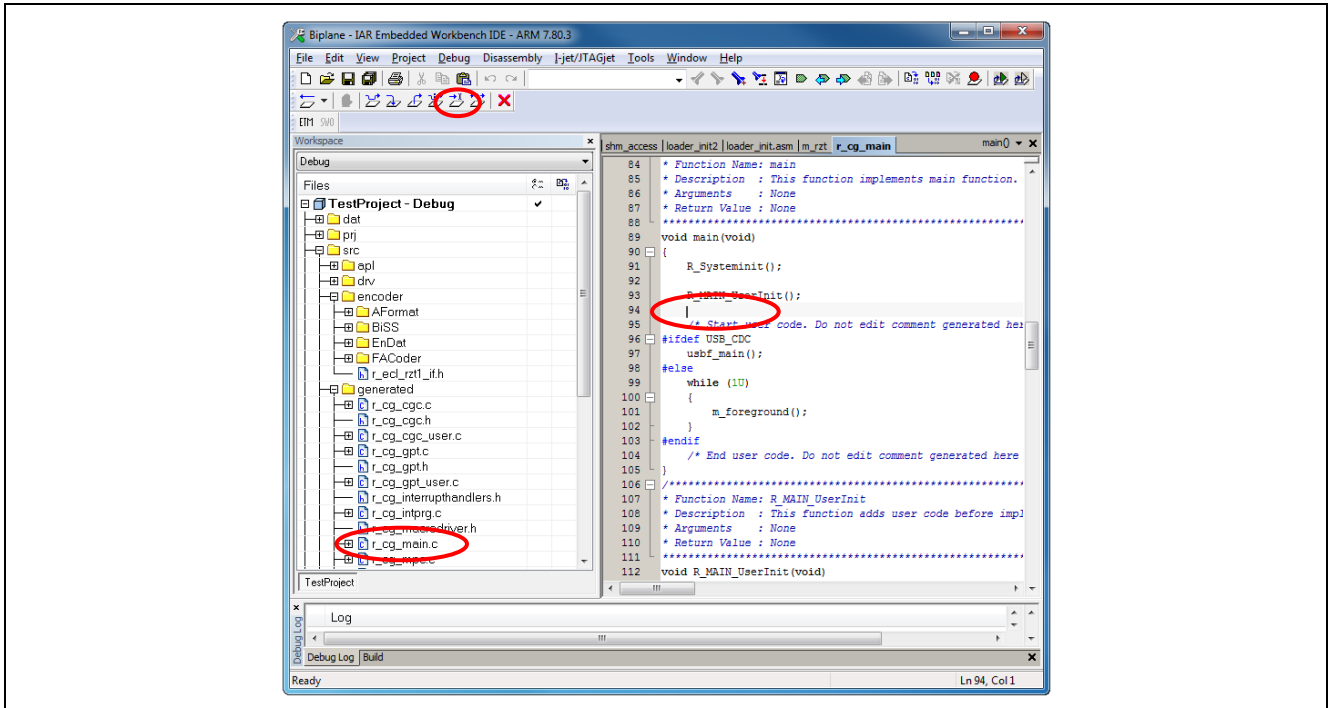 Biplane - IAR Embedded Workbench IDE - ARM 7.80.3
File Edit View Project Debug Disassembly I-jet/JTAGjet Tools Window Help
ETM SWO
Workspace
Debug
Files
TestProject - Debug
dat
prj
src
apl
drv
encoder
AFormat
BiSS
EnDat
FACoder
r_ecl_rzt1_if.h
generated
r_cg_cgc.c
r_cg_cgc.h
r_cg_cgc_user.c
r_cg_gpt.c
r_cg_gpt.h
r_cg_gpt_user.c
r_cg_interrupthandlers.h
r_cg_intprg.c
r_cg_macrodriver.h
r_cg_main.c
r_cg_mpc.c
TestProject
shm_access | loader_init2 | loader_init.asm | m_rzt r_cg_main main()
84 * Function Name: main
85 * Description : This function implements main function.
86 * Arguments : None
87 * Return Value : None
88 ************************************************************
89 void main(void)
90 {
91 R_Systeminit();
92
93 R_MAIN_UserInit();
94
95 /* Start user code. Do not edit comment generated her
96 #ifdef USB_CDC
97 usbf_main();
98 #else
99 while (1U)
100 {
101 m_foreground();
102 }
103 #endif
104 /* End user code. Do not edit comment generated here
105 }
106 /***********************************************************
107 * Function Name: R_MAIN_UserInit
108 * Description : This function adds user code before impl
109 * Arguments : None
110 * Return Value : None
111 ************************************************************
112 void R_MAIN_UserInit(void)
Log
Debug Log
Debug Log Build
Ready Ln 94, Col 1